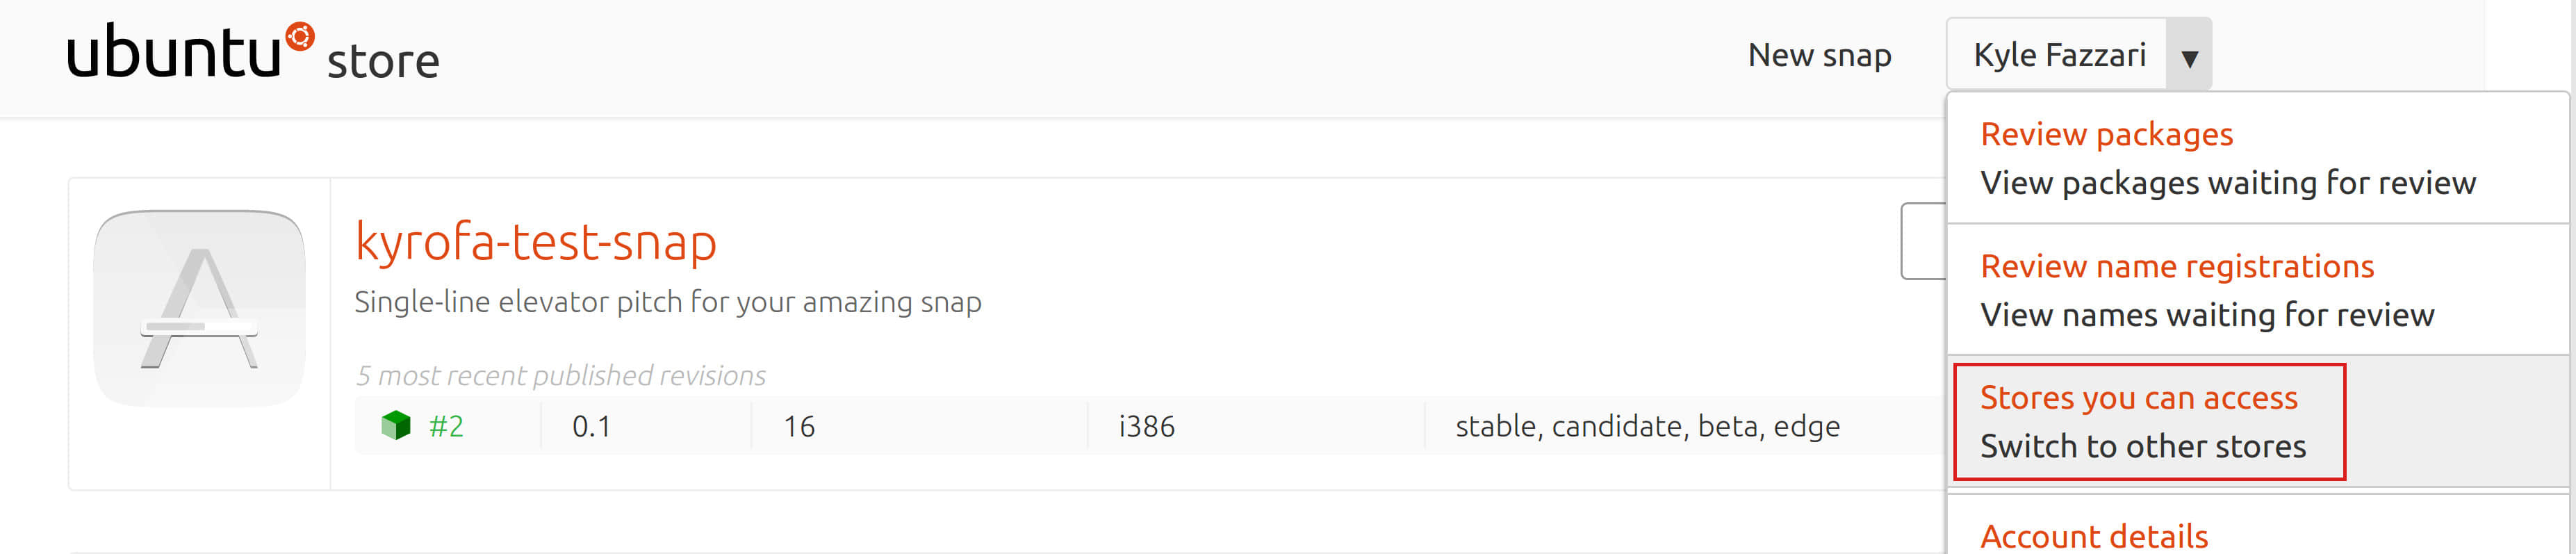 ubuntu store
New snap
Kyle Fazzari
Review packages
View packages waiting for review
Review name registrations
View names waiting for review
Stores you can access
Switch to other stores
Account details
kyrofa-test-snap
Single-line elevator pitch for your amazing snap
5 most recent published revisions
#2 0.1 16 i386 stable, candidate, beta, edge